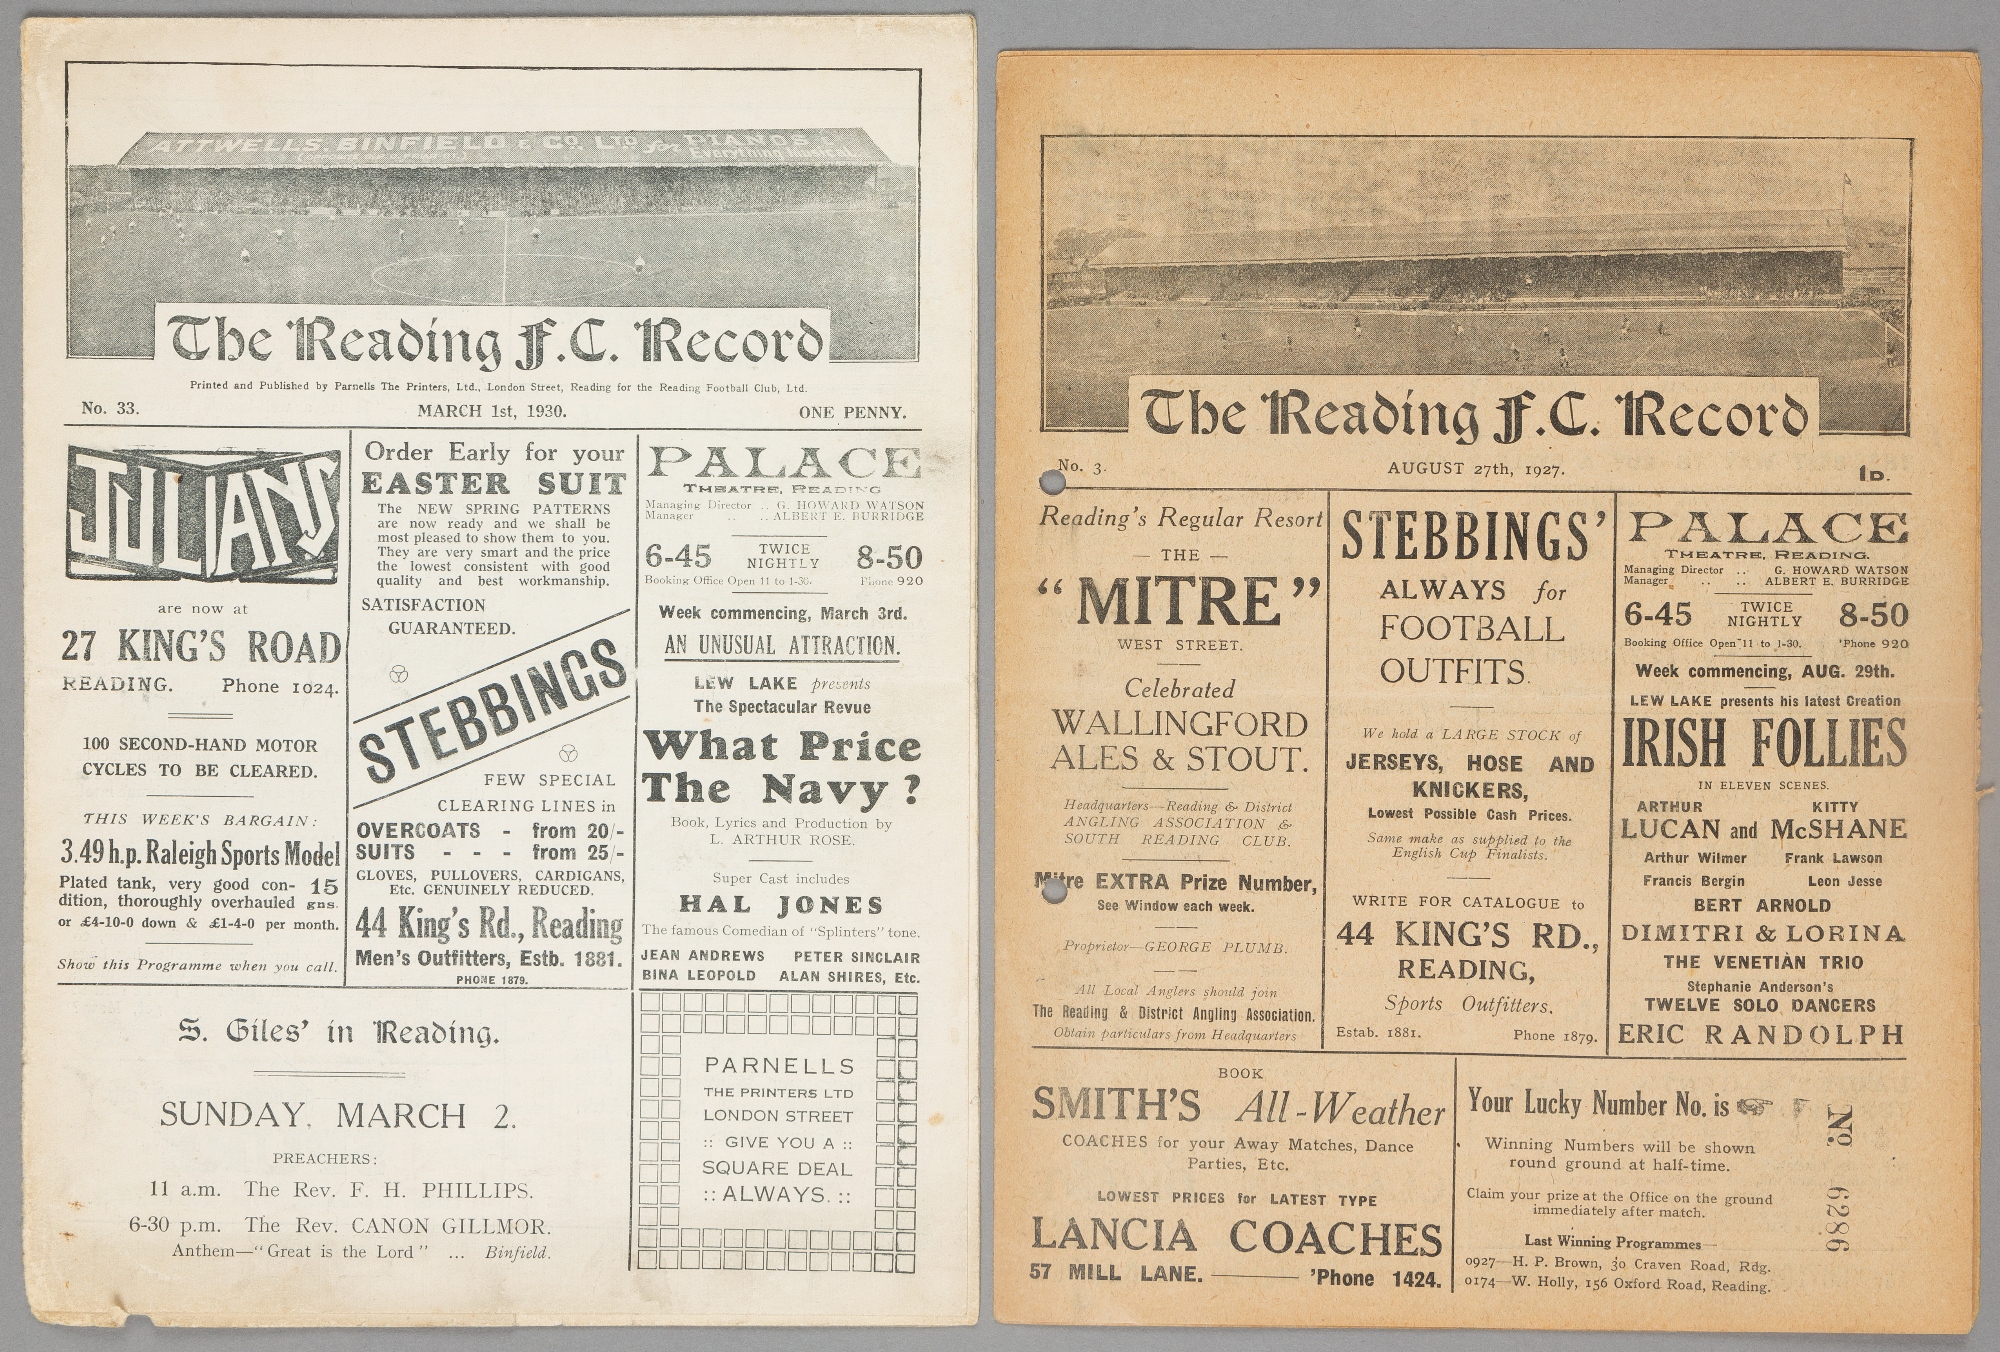 ATTWELLS. BINFIELD & Co. LTD for PIANOS
The Reading F.C. Record
Printed and Published by Parnells The Printers, Ltd., London Street, Reading for the Reading Football Club, Ltd.
No. 33. MARCH 1st, 1930. ONE PENNY.
JULIANS
are now at
27 KING'S ROAD
READING. Phone 1024.
100 SECOND-HAND MOTOR
CYCLES TO BE CLEARED.
THIS WEEK'S BARGAIN:
3.49 h.p. Raleigh Sports Model
Plated tank, very good con- 15
dition, thoroughly overhauled gns.
or £4-10-0 down & £1-4-0 per month.
Show this Programme when you call.
Order Early for your
EASTER SUIT
The NEW SPRING PATTERNS
are now ready and we shall be
most pleased to show them to you.
They are very smart and the price
the lowest consistent with good
quality and best workmanship.
SATISFACTION
GUARANTEED.
STEBBINGS
FEW SPECIAL
CLEARING LINES in
OVERCOATS - from 20/-
SUITS - - - from 25/-
GLOVES, PULLOVERS, CARDIGANS,
Etc. GENUINELY REDUCED.
44 King's Rd., Reading
Men's Outfitters, Estb. 1881.
PHONE 1879.
PALACE
THEATRE, READING
Managing Director .. G. HOWARD WATSON
Manager .. .. ALBERT E. BURRIDGE
6-45 TWICE NIGHTLY 8-50
Booking Office Open 11 to 1-30. Phone 920
Week commencing, March 3rd.
AN UNUSUAL ATTRACTION.
LEW LAKE presents
The Spectacular Revue
What Price
The Navy?
Book, Lyrics and Production by
L. ARTHUR ROSE.
Super Cast includes
HAL JONES
The famous Comedian of "Splinters" tone.
JEAN ANDREWS PETER SINCLAIR
BINA LEOPOLD ALAN SHIRES, Etc.
S. Giles' in Reading.
SUNDAY, MARCH 2.
PREACHERS:
11 a.m. The Rev. F. H. PHILLIPS.
6-30 p.m. The Rev. CANON GILLMOR.
Anthem—"Great is the Lord" ... Binfield.
PARNELLS
THE PRINTERS LTD
LONDON STREET
:: GIVE YOU A ::
SQUARE DEAL
:: ALWAYS. ::
The Reading F.C. Record
No. 3. AUGUST 27th, 1927. 1D.
Reading's Regular Resort
— THE —
"MITRE"
WEST STREET.
Celebrated
WALLINGFORD
ALES & STOUT.
Headquarters—Reading & District
ANGLING ASSOCIATION &
SOUTH READING CLUB.
Mitre EXTRA Prize Number,
See Window each week.
Proprietor—GEORGE PLUMB.
All Local Anglers should join
The Reading & District Angling Association.
Obtain particulars from Headquarters
STEBBINGS'
ALWAYS for
FOOTBALL
OUTFITS.
We hold a LARGE STOCK of
JERSEYS, HOSE AND
KNICKERS,
Lowest Possible Cash Prices.
Same make as supplied to the
English Cup Finalists.
WRITE FOR CATALOGUE to
44 KING'S RD.,
READING,
Sports Outfitters.
Estab. 1881. Phone 1879.
PALACE
THEATRE, READING.
Managing Director .. G. HOWARD WATSON
Manager .. .. ALBERT E. BURRIDGE
6-45 TWICE NIGHTLY 8-50
Booking Office Open 11 to 1-30. 'Phone 920
Week commencing, AUG. 29th.
LEW LAKE presents his latest Creation
IRISH FOLLIES
IN ELEVEN SCENES.
ARTHUR KITTY
LUCAN and McSHANE
Arthur Wilmer Frank Lawson
Francis Bergin Leon Jesse
BERT ARNOLD
DIMITRI & LORINA
THE VENETIAN TRIO
Stephanie Anderson's
TWELVE SOLO DANCERS
ERIC RANDOLPH
BOOK
SMITH'S All-Weather
COACHES for your Away Matches, Dance
Parties, Etc.
LOWEST PRICES for LATEST TYPE
LANCIA COACHES
57 MILL LANE. 'Phone 1424.
Your Lucky Number No. is
Winning Numbers will be shown
round ground at half-time.
Claim your prize at the Office on the ground
immediately after match.
Last Winning Programmes—
0927—H. P. Brown, 30 Craven Road, Rdg.
0174—W. Holly, 156 Oxford Road, Reading.
No. 6286